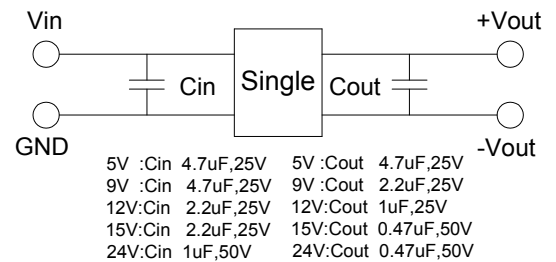 Vin +Vout
Cin Single Cout
GND -Vout
5V :Cin 4.7uF,25V 5V :Cout 4.7uF,25V
9V :Cin 4.7uF,25V 9V :Cout 2.2uF,25V
12V:Cin 2.2uF,25V 12V:Cout 1uF,25V
15V:Cin 2.2uF,25V 15V:Cout 0.47uF,50V
24V:Cin 1uF,50V 24V:Cout 0.47uF,50V